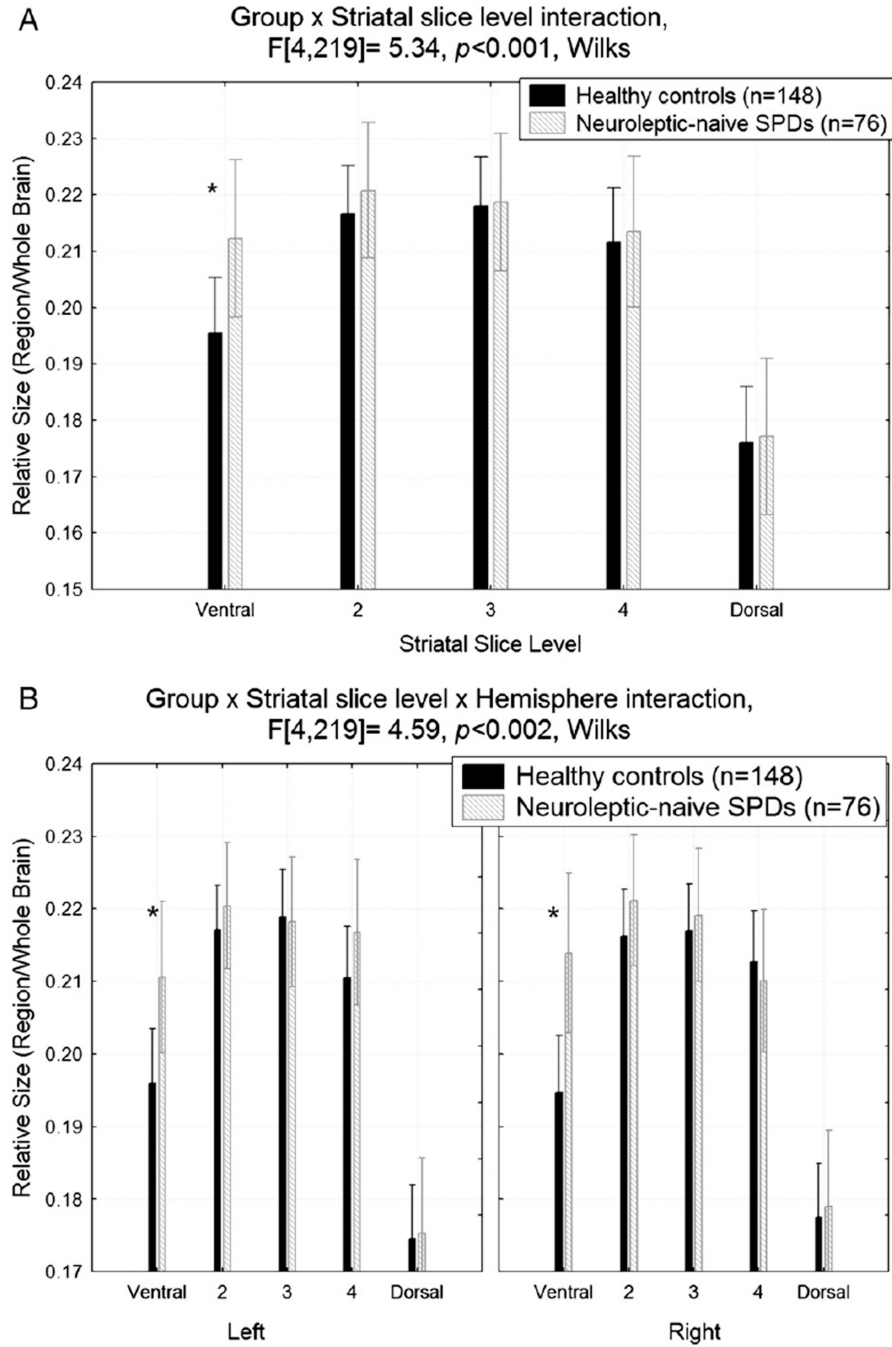 A
Group x Striatal slice level interaction,
F[4,219]= 5.34, p<0.001, Wilks
Healthy controls (n=148)
Neuroleptic-naive SPDs (n=76)
Relative Size (Region/Whole Brain)
0.24
0.23
0.22
0.21
0.20
0.19
0.18
0.17
0.16
0.15
*
Ventral 2 3 4 Dorsal
Striatal Slice Level
B
Group x Striatal slice level x Hemisphere interaction,
F[4,219]= 4.59, p<0.002, Wilks
Healthy controls (n=148)
Neuroleptic-naive SPDs (n=76)
Relative Size (Region/Whole Brain)
0.24
0.23
0.22
0.21
0.20
0.19
0.18
0.17
*
*
Ventral 2 3 4 Dorsal
Left
Ventral 2 3 4 Dorsal
Right